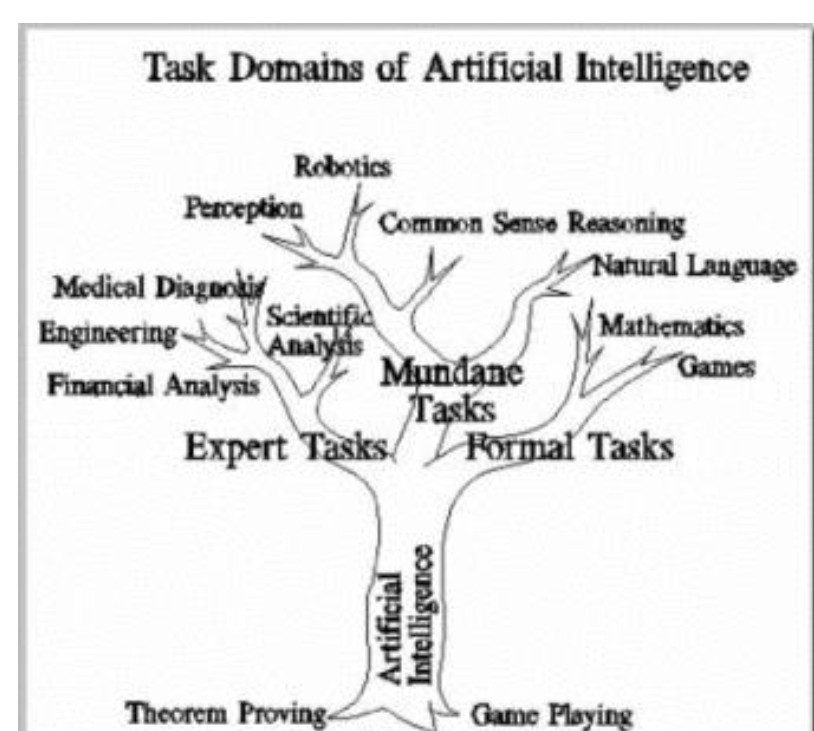 Task Domains of Artificial Intelligence
Robotics
Perception
Common Sense Reasoning
Natural Language
Medical Diagnosis
Scientific
Analysis
Engineering
Mathematics
Games
Financial Analysis
Mundane
Tasks
Expert Tasks
Formal Tasks
Artificial
Intelligence
Theorem Proving
Game Playing